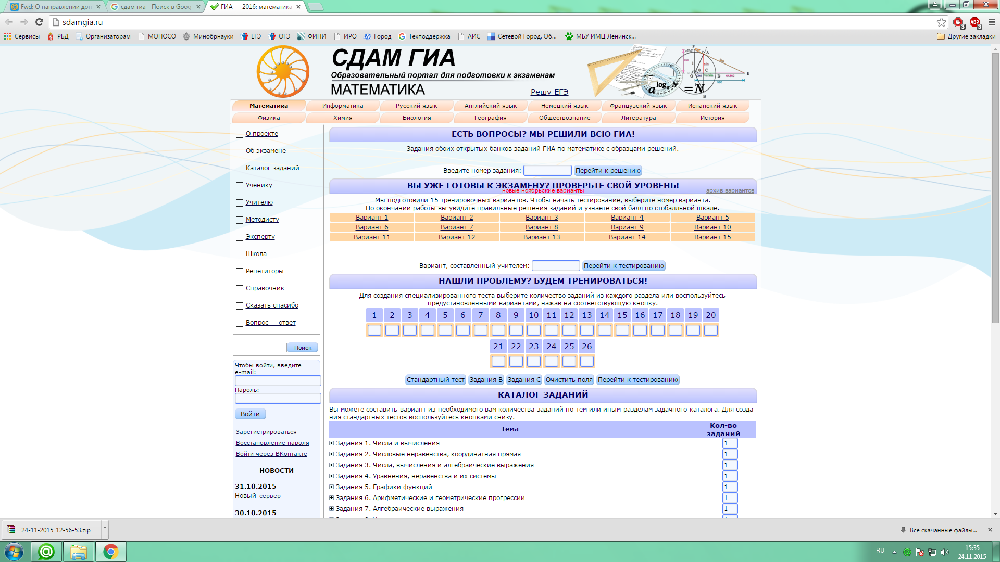 Fwd: О направлении доп
сдам гиа - Поиск в Goog
ГИА — 2016: математика
sdamgia.ru
Сервисы РБД Организаторам МОПОСО Минобрнауки ЕГЭ ОГЭ ФИПИ ИРО Город Техподдержка АИС Сетевой Город. Об... МБУ ИМЦ Ленинск... Другие закладки
СДАМ ГИА
Образовательный портал для подготовки к экзаменам
МАТЕМАТИКА
Решу ЕГЭ
Математика Информатика Русский язык Английский язык Немецкий язык Французский язык Испанский язык
Физика Химия Биология География Обществознание Литература История
О проекте
Об экзамене
Каталог заданий
Ученику
Учителю
Методисту
Эксперту
Школа
Репетиторы
Справочник
Сказать спасибо
Вопрос — ответ
Поиск
Чтобы войти, введите
e-mail:
Пароль:
Войти
Зарегистрироваться
Восстановление пароля
Войти через ВКонтакте
НОВОСТИ
31.10.2015
Новый сервер
30.10.2015
ЕСТЬ ВОПРОСЫ? МЫ РЕШИЛИ ВСЮ ГИА!
Задания обоих открытых банков заданий ГИА по математике с образцами решений.
Введите номер задания: Перейти к решению
ВЫ УЖЕ ГОТОВЫ К ЭКЗАМЕНУ? ПРОВЕРЬТЕ СВОЙ УРОВЕНЬ!
новые ноябрьские варианты архив вариантов
Мы подготовили 15 тренировочных вариантов. Чтобы начать тестирование, выберите номер варианта.
По окончании работы вы увидите правильные решения заданий и узнаете свой балл по стобалльной шкале.
Вариант 1 Вариант 2 Вариант 3 Вариант 4 Вариант 5
Вариант 6 Вариант 7 Вариант 8 Вариант 9 Вариант 10
Вариант 11 Вариант 12 Вариант 13 Вариант 14 Вариант 15
Вариант, составленный учителем: Перейти к тестированию
НАШЛИ ПРОБЛЕМУ? БУДЕМ ТРЕНИРОВАТЬСЯ!
Для создания специализированного теста выберите количество заданий из каждого раздела или воспользуйтесь
предустановленными вариантами, нажав на соответствующую кнопку.
1 2 3 4 5 6 7 8 9 10 11 12 13 14 15 16 17 18 19 20
21 22 23 24 25 26
Стандартный тест Задания B Задания C Очистить поля Перейти к тестированию
КАТАЛОГ ЗАДАНИЙ
Вы можете составить вариант из необходимого вам количества заданий по тем или иным разделам задачного каталога. Для созда-
ния стандартных тестов воспользуйтесь кнопками снизу.
Тема Кол-во
заданий
Задания 1. Числа и вычисления 1
Задания 2. Числовые неравенства, координатная прямая 1
Задания 3. Числа, вычисления и алгебраические выражения 1
Задания 4. Уравнения, неравенства и их системы 1
Задания 5. Графики функций 1
Задания 6. Арифметические и геометрические прогрессии 1
Задания 7. Алгебраические выражения 1
24-11-2015_12-56-53.zip
Все скачанные файлы...
RU
15:35
24.11.2015